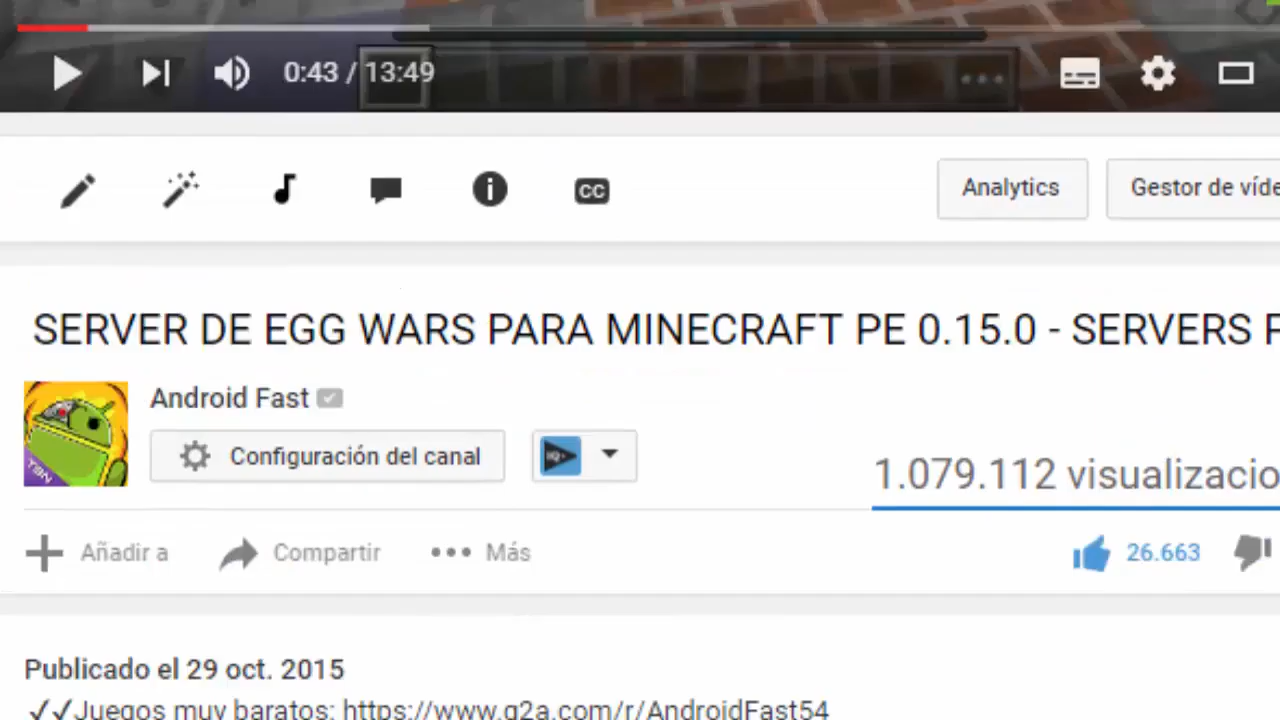 0:43 / 13:49
CC
Analytics
Gestor de víde
SERVER DE EGG WARS PARA MINECRAFT PE 0.15.0 - SERVERS P
Android Fast
TGN
Configuración del canal
1.079.112 visualizacio
Añadir a
Compartir
Más
26.663
Publicado el 29 oct. 2015
✓✓Juegos muy baratos: https://www.g2a.com/r/AndroidFast54